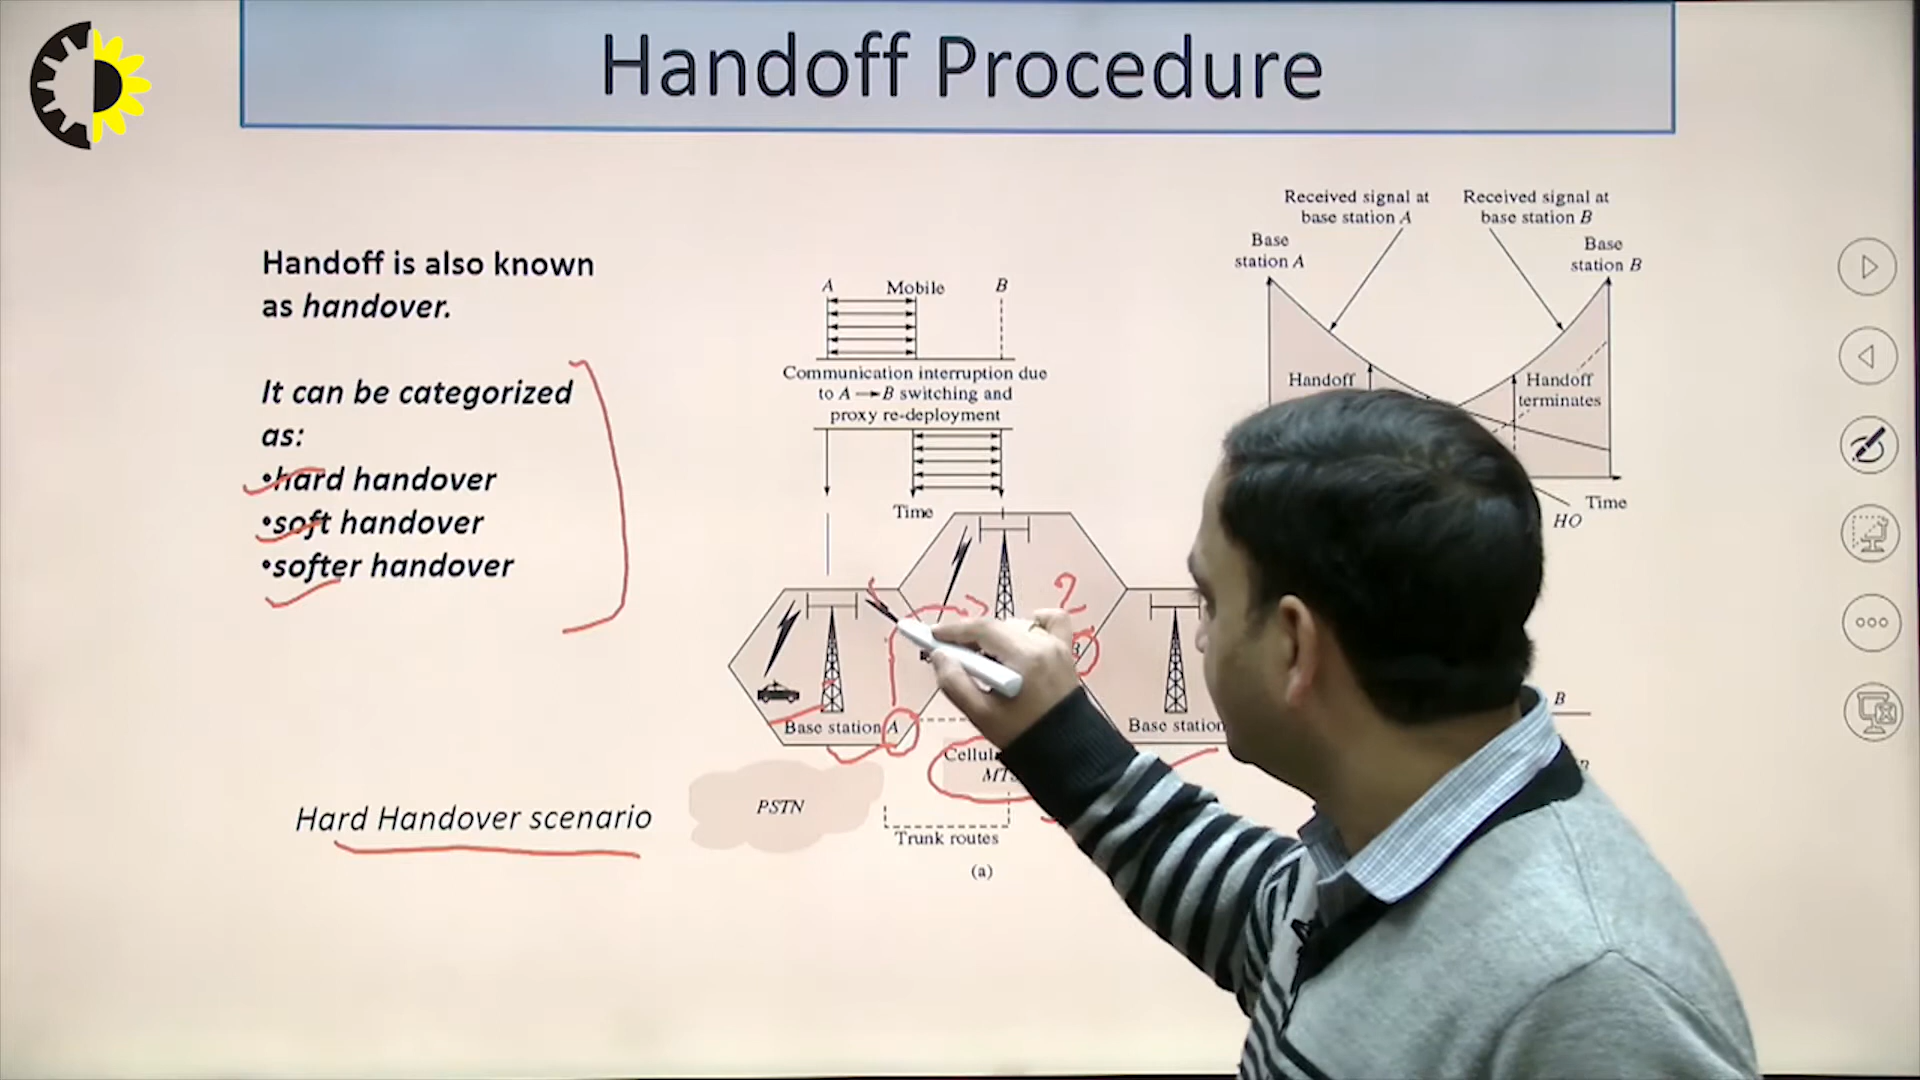 Handoff Procedure
Handoff is also known
as handover.
It can be categorized
as:
•hard handover
•soft handover
•softer handover
Hard Handover scenario
A Mobile B
Communication interruption due
to A → B switching and
proxy re-deployment
Time
2
B
Base station A
Base station
MTS
PSTN
Trunk routes
(a)
Received signal at
base station A
Received signal at
base station B
Base
station A
Base
station B
Handoff
Handoff
terminates
Time
HO
B